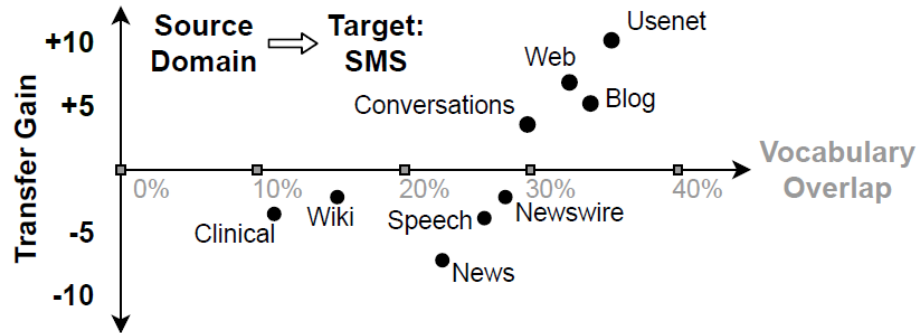 +10
+5
-5
-10
Transfer Gain
Source
Domain
Target:
SMS
Usenet
Web
Blog
Conversations
Vocabulary
Overlap
0%
10%
20%
30%
40%
Clinical
Wiki
Speech
Newswire
News